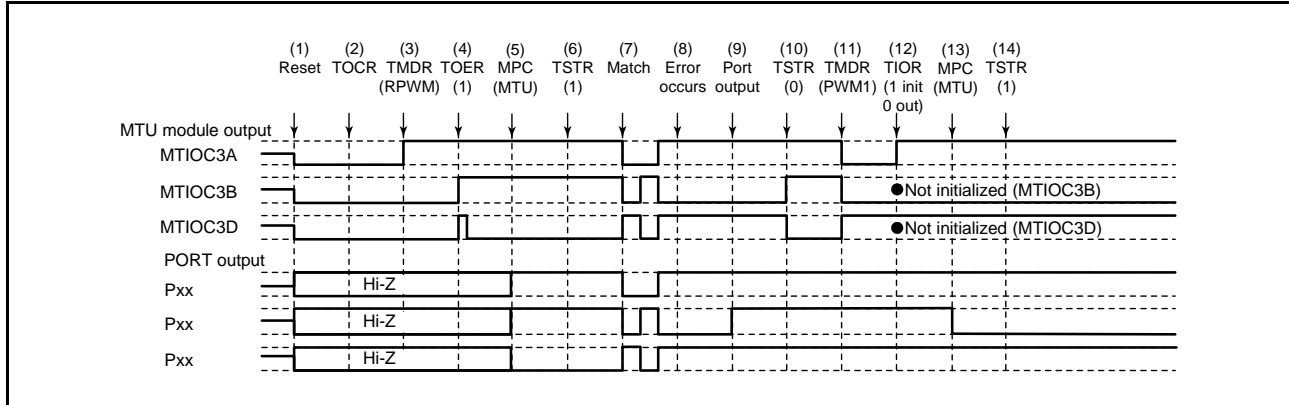 (1) (2) (3) (4) (5) (6) (7) (8) (9) (10) (11) (12) (13) (14)
Reset TOCR TMDR TOER MPC TSTR Match Error Port TSTR TMDR TIOR MPC TSTR
(RPWM) (1) (MTU) (1) occurs output (0) (PWM1) (1 init (MTU) (1)
0 out)
MTU module output
MTIOC3A
MTIOC3B
●Not initialized (MTIOC3B)
MTIOC3D
●Not initialized (MTIOC3D)
PORT output
Pxx
Hi-Z
Pxx
Hi-Z
Pxx
Hi-Z